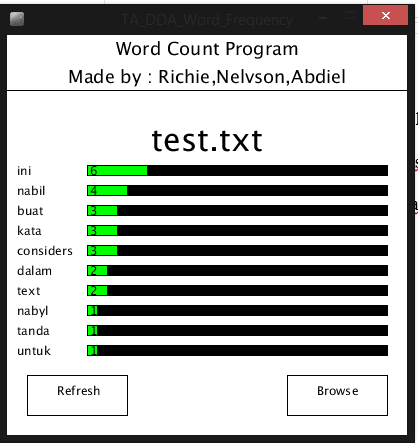 TA_DDA_Word_Frequency
Word Count Program
Made by : Richie,Nelvson,Abdiel
test.txt
ini 6
nabil 4
buat 3
kata 3
considers 3
dalam 2
text 2
nabyl 1
tanda 1
untuk 1
Refresh Browse